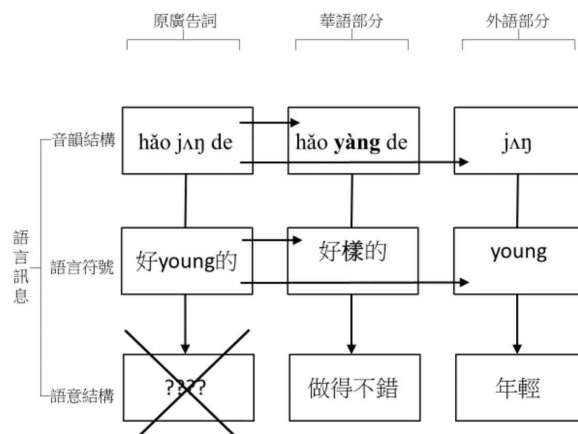 原廣告詞
華語部分
外語部分
語言訊息
音韻結構
hǎo jʌŋ de
hǎo yàng de
jʌŋ
語言符號
好young的
好樣的
young
語意結構
????
做得不錯
年輕